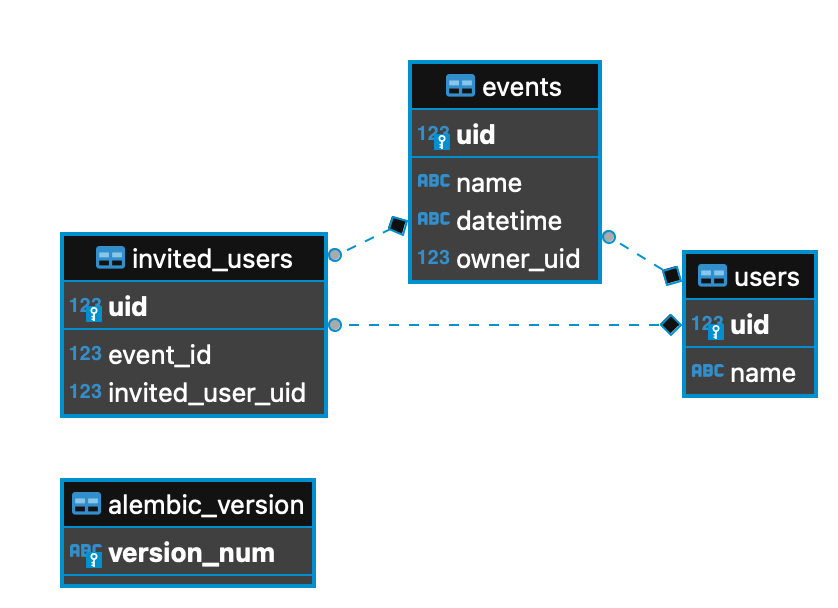 events
123 uid
ABC name
ABC datetime
123 owner_uid
invited_users
123 uid
123 event_id
123 invited_user_uid
users
123 uid
ABC name
alembic_version
ABC version_num